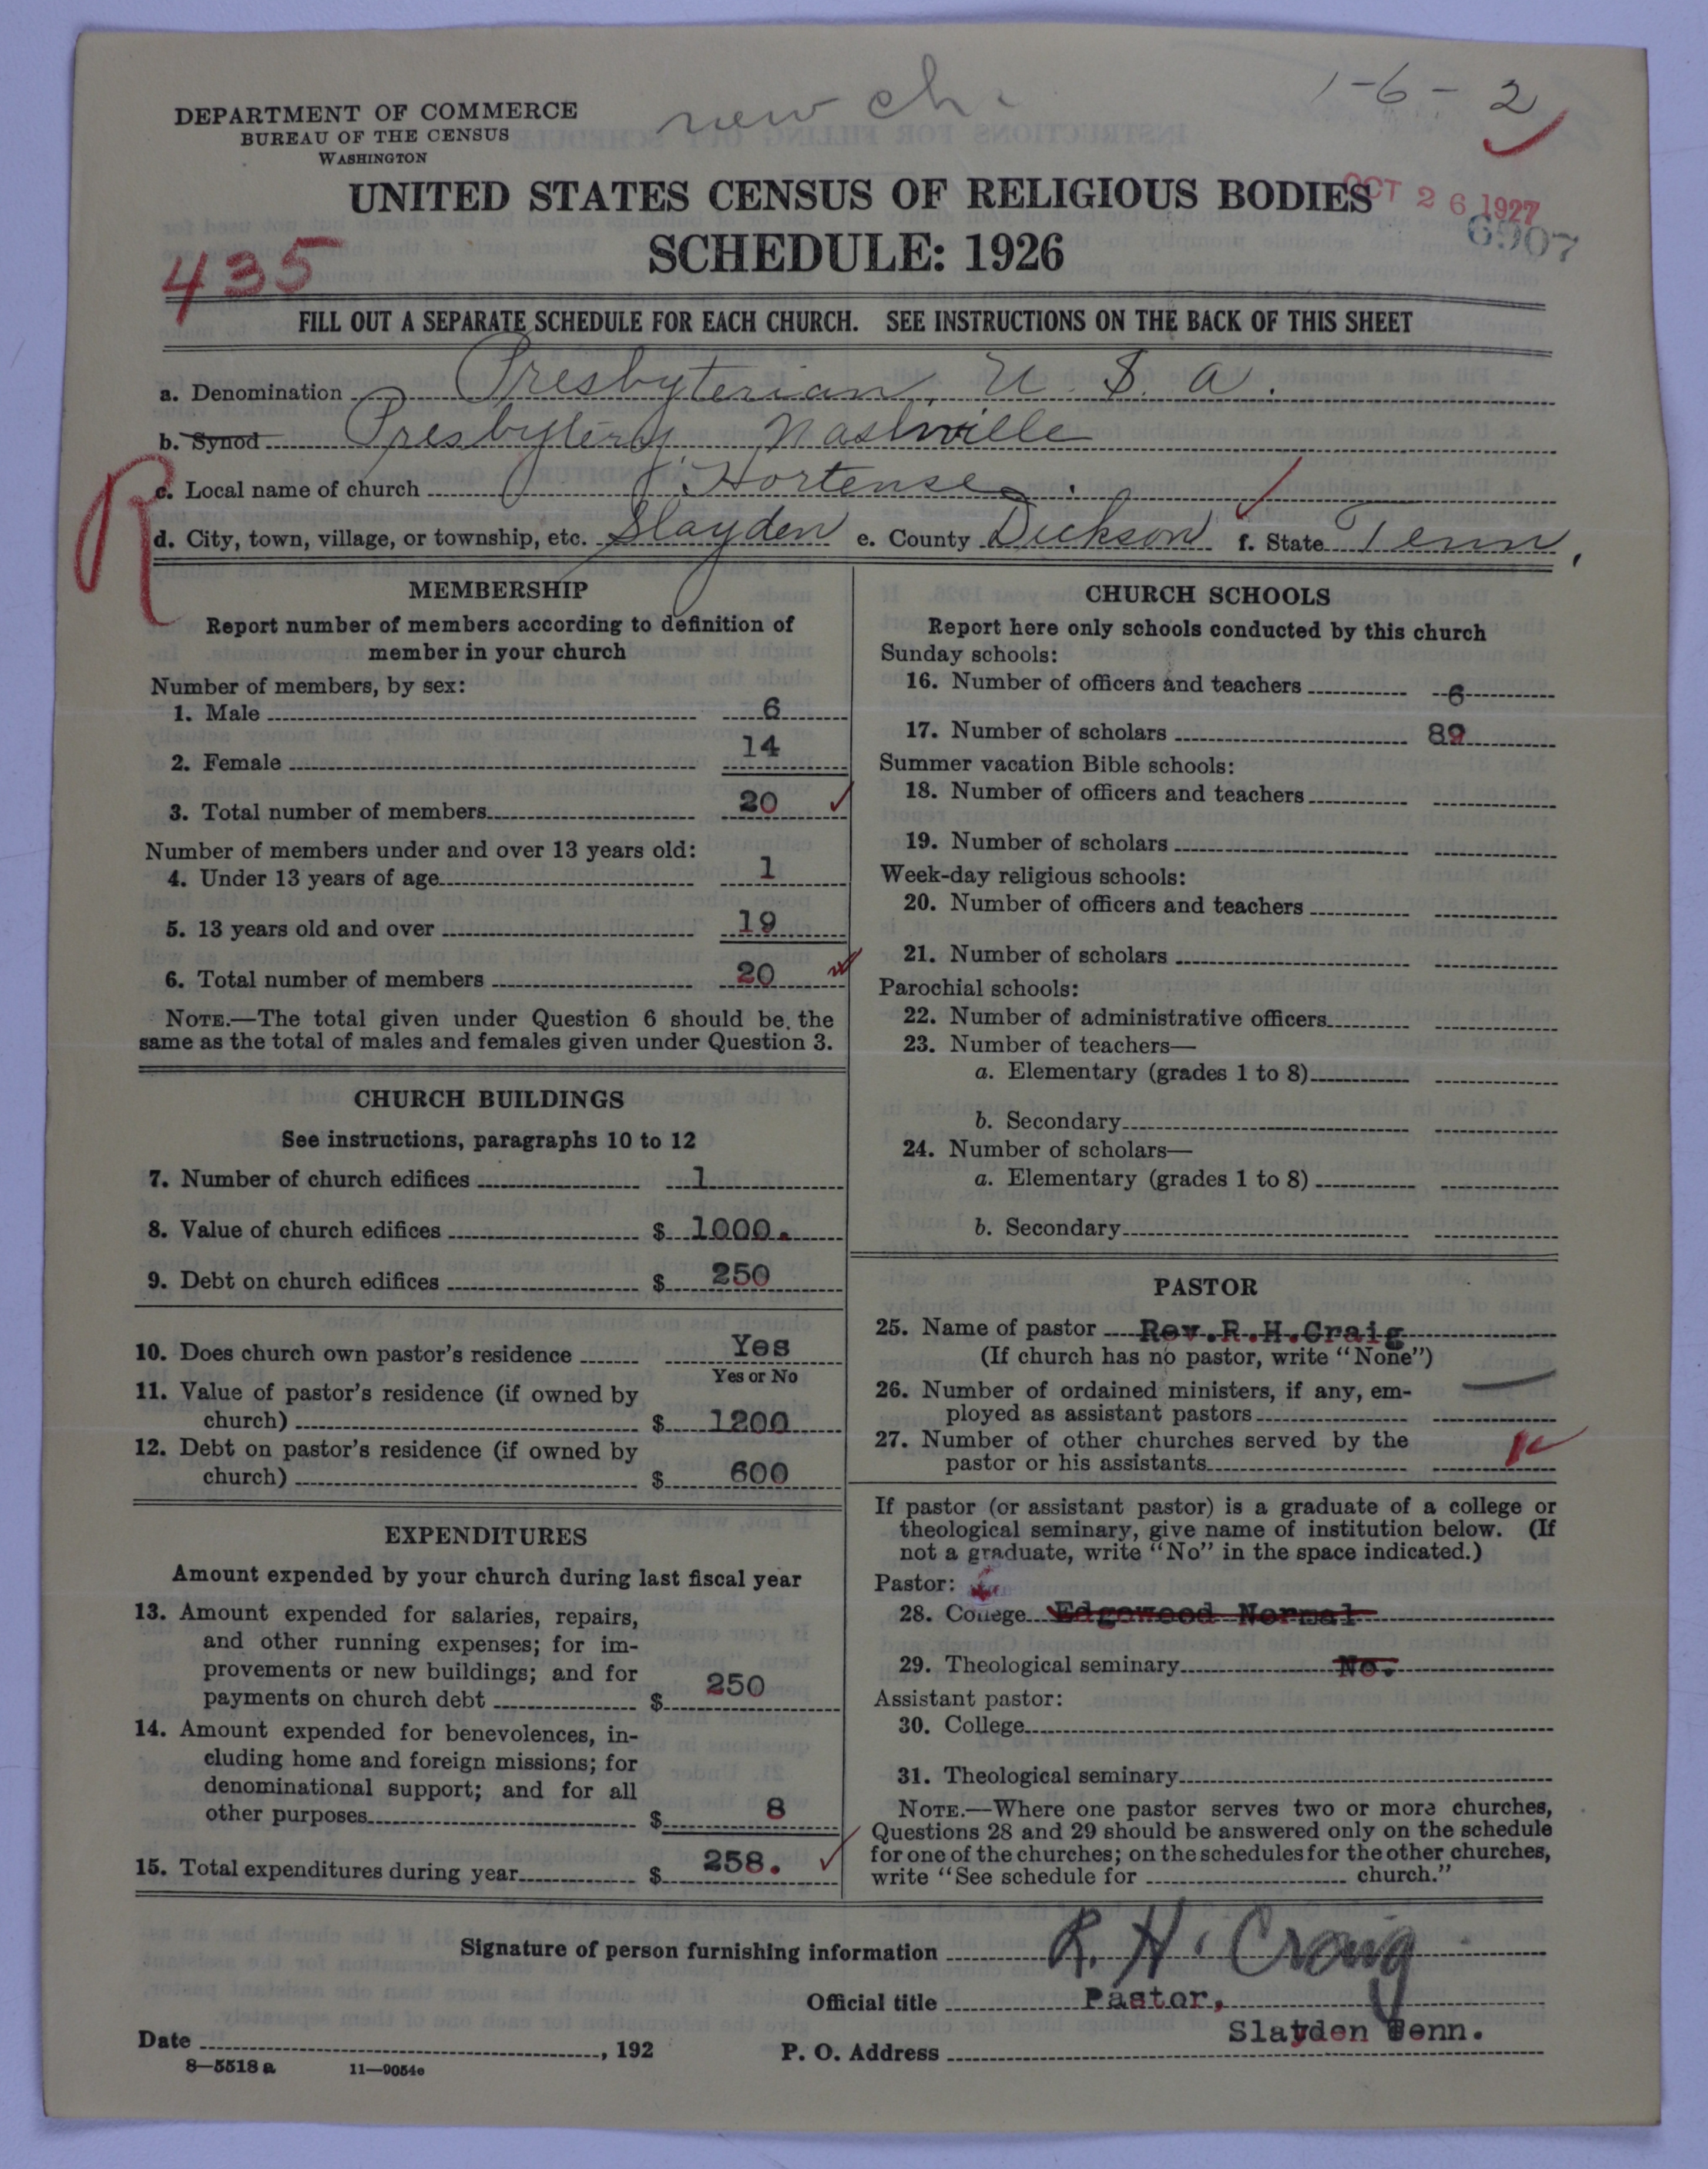 new ch.
1-6-2
DEPARTMENT OF COMMERCE
BUREAU OF THE CENSUS
WASHINGTON
UNITED STATES CENSUS OF RELIGIOUS BODIES
OCT 26 1927
6907
SCHEDULE: 1926
435
FILL OUT A SEPARATE SCHEDULE FOR EACH CHURCH. SEE INSTRUCTIONS ON THE BACK OF THIS SHEET
a. Denomination Presbyterian, U.S.A.
b. Synod Presbytery Nashville
R
c. Local name of church Hortense.
d. City, town, village, or township, etc. Slayden e. County Dickson f. State Tenn.
MEMBERSHIP
Report number of members according to definition of
member in your church
Number of members, by sex:
1. Male 6
2. Female 14
3. Total number of members 20
Number of members under and over 13 years old:
4. Under 13 years of age 1
5. 13 years old and over 19
6. Total number of members 20
NOTE.—The total given under Question 6 should be the
same as the total of males and females given under Question 3.
CHURCH BUILDINGS
See instructions, paragraphs 10 to 12
7. Number of church edifices 1
8. Value of church edifices $ 1000.
9. Debt on church edifices $ 250
10. Does church own pastor's residence Yes
Yes or No
11. Value of pastor's residence (if owned by
church) $ 1200
12. Debt on pastor's residence (if owned by
church) $ 600
EXPENDITURES
Amount expended by your church during last fiscal year
13. Amount expended for salaries, repairs,
and other running expenses; for im-
provements or new buildings; and for
payments on church debt $ 250
14. Amount expended for benevolences, in-
cluding home and foreign missions; for
denominational support; and for all
other purposes $ 8
15. Total expenditures during year $ 258.
CHURCH SCHOOLS
Report here only schools conducted by this church
Sunday schools:
16. Number of officers and teachers 6
17. Number of scholars 89
Summer vacation Bible schools:
18. Number of officers and teachers
19. Number of scholars
Week-day religious schools:
20. Number of officers and teachers
21. Number of scholars
Parochial schools:
22. Number of administrative officers
23. Number of teachers—
a. Elementary (grades 1 to 8)
b. Secondary
24. Number of scholars—
a. Elementary (grades 1 to 8)
b. Secondary
PASTOR
25. Name of pastor Rev.R.H.Craig
(If church has no pastor, write "None")
26. Number of ordained ministers, if any, em-
ployed as assistant pastors
27. Number of other churches served by the
pastor or his assistants
If pastor (or assistant pastor) is a graduate of a college or
theological seminary, give name of institution below. (If
not a graduate, write "No" in the space indicated.)
Pastor:
28. College Edgewood Normal
29. Theological seminary No.
Assistant pastor:
30. College
31. Theological seminary
NOTE.—Where one pastor serves two or more churches,
Questions 28 and 29 should be answered only on the schedule
for one of the churches; on the schedules for the other churches,
write "See schedule for church."
Signature of person furnishing information R. H. Craig
Official title Pastor,
Slayden Tenn.
Date , 192 P. O. Address
8—5518 a 11—9054e